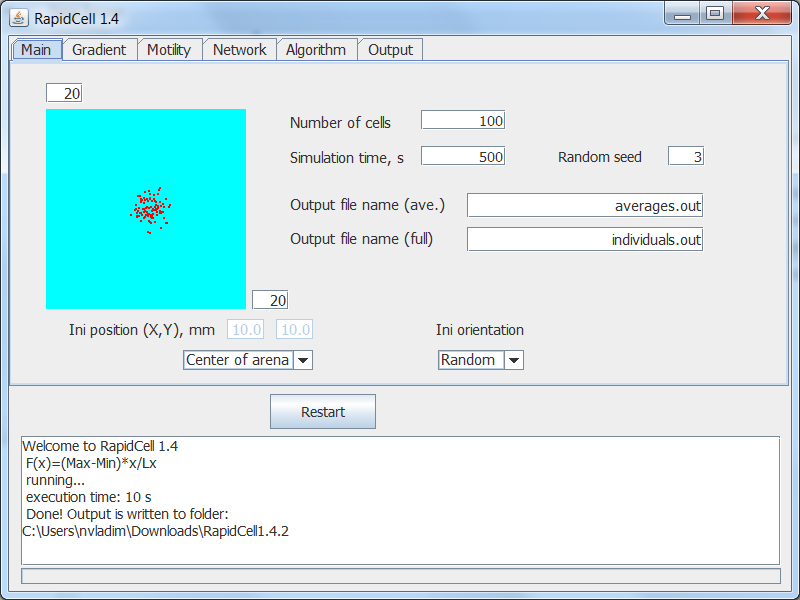 RapidCell 1.4
Main Gradient Motility Network Algorithm Output
20
Number of cells 100
Simulation time, s 500 Random seed 3
Output file name (ave.) averages.out
Output file name (full) individuals.out
20
Ini position (X,Y), mm 10.0 10.0 Ini orientation
Center of arena Random
Restart
Welcome to RapidCell 1.4
F(x)=(Max-Min)*x/Lx
running...
execution time: 10 s
Done! Output is written to folder:
C:\Users\nvladim\Downloads\RapidCell1.4.2